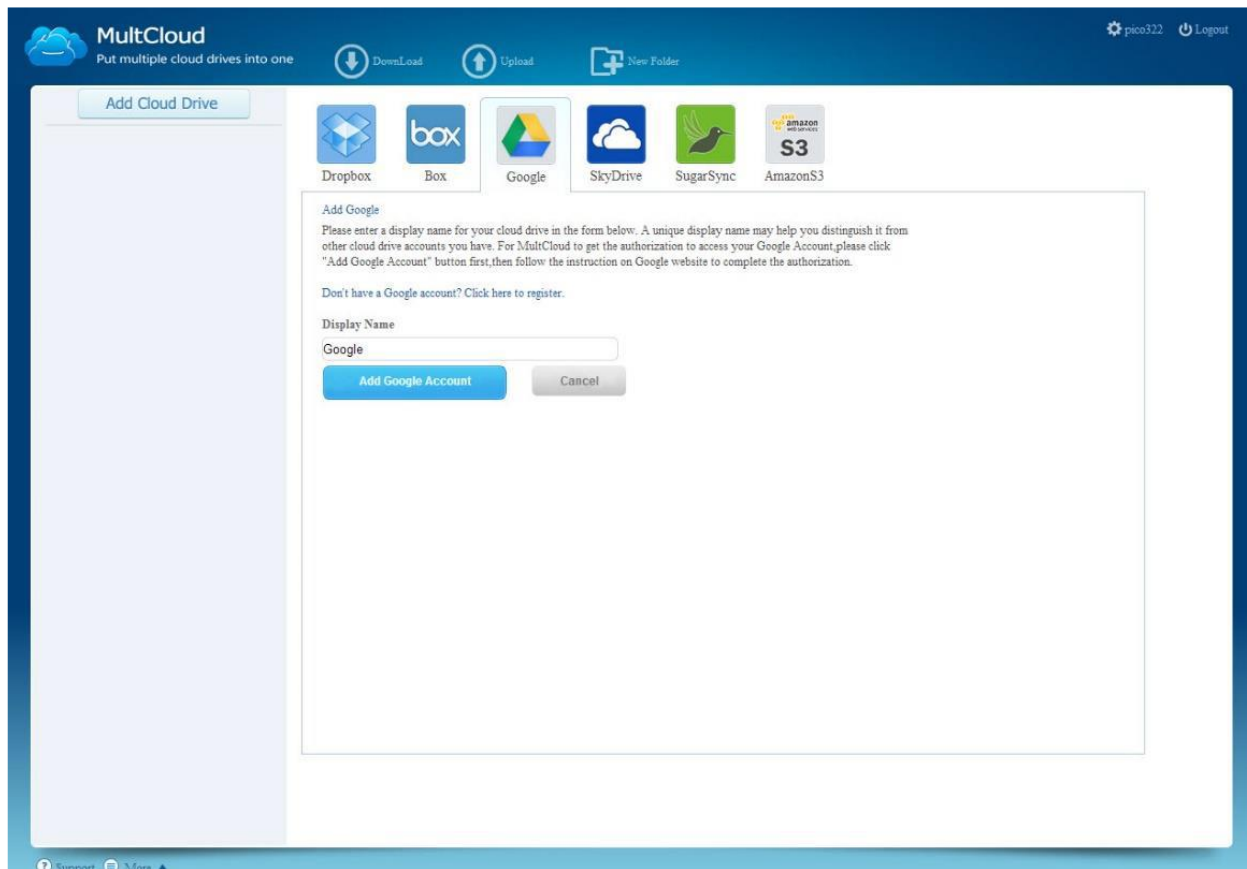 MultCloud
Put multiple cloud drives into one
DownLoad
Upload
New Folder
pico322
Logout
Add Cloud Drive
box
amazon
web services
S3
Dropbox
Box
Google
SkyDrive
SugarSync
AmazonS3
Add Google
Please enter a display name for your cloud drive in the form below. A unique display name may help you distinguish it from
other cloud drive accounts you have. For MultCloud to get the authorization to access your Google Account,please click
"Add Google Account" button first,then follow the instruction on Google website to complete the authorization.
Don't have a Google account? Click here to register.
Display Name
Google
Add Google Account
Cancel
? Support
More